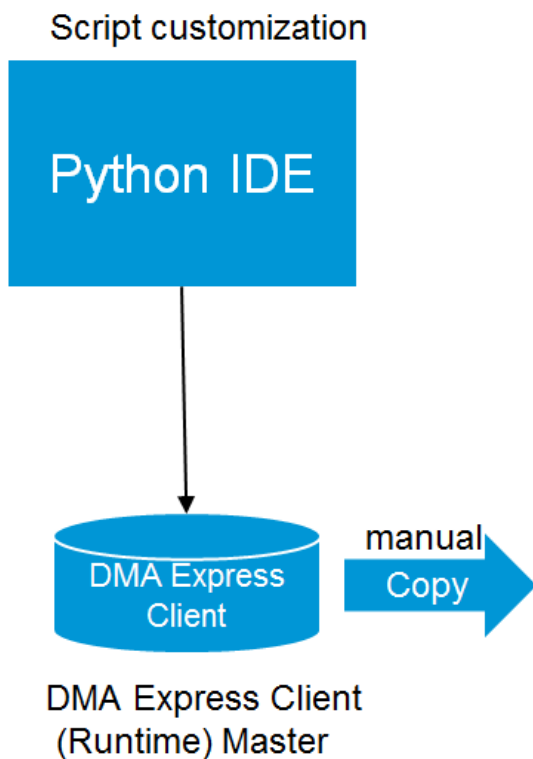 Script customization
Python IDE
DMA Express
Client
manual
Copy
DMA Express Client
(Runtime) Master